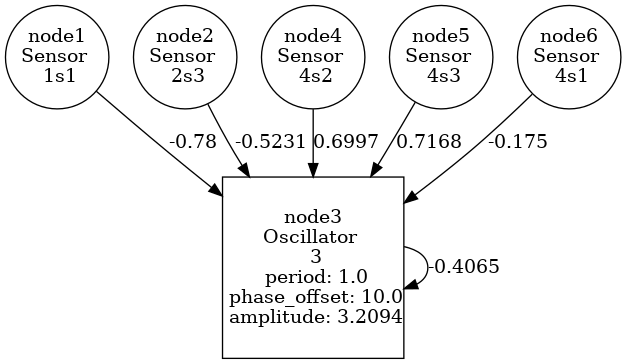 node1
Sensor
1s1
node2
Sensor
2s3
node4
Sensor
4s2
node5
Sensor
4s3
node6
Sensor
4s1
-0.78
-0.5231
0.6997
0.7168
-0.175
node3
Oscillator
3
period: 1.0
phase_offset: 10.0
amplitude: 3.2094
-0.4065